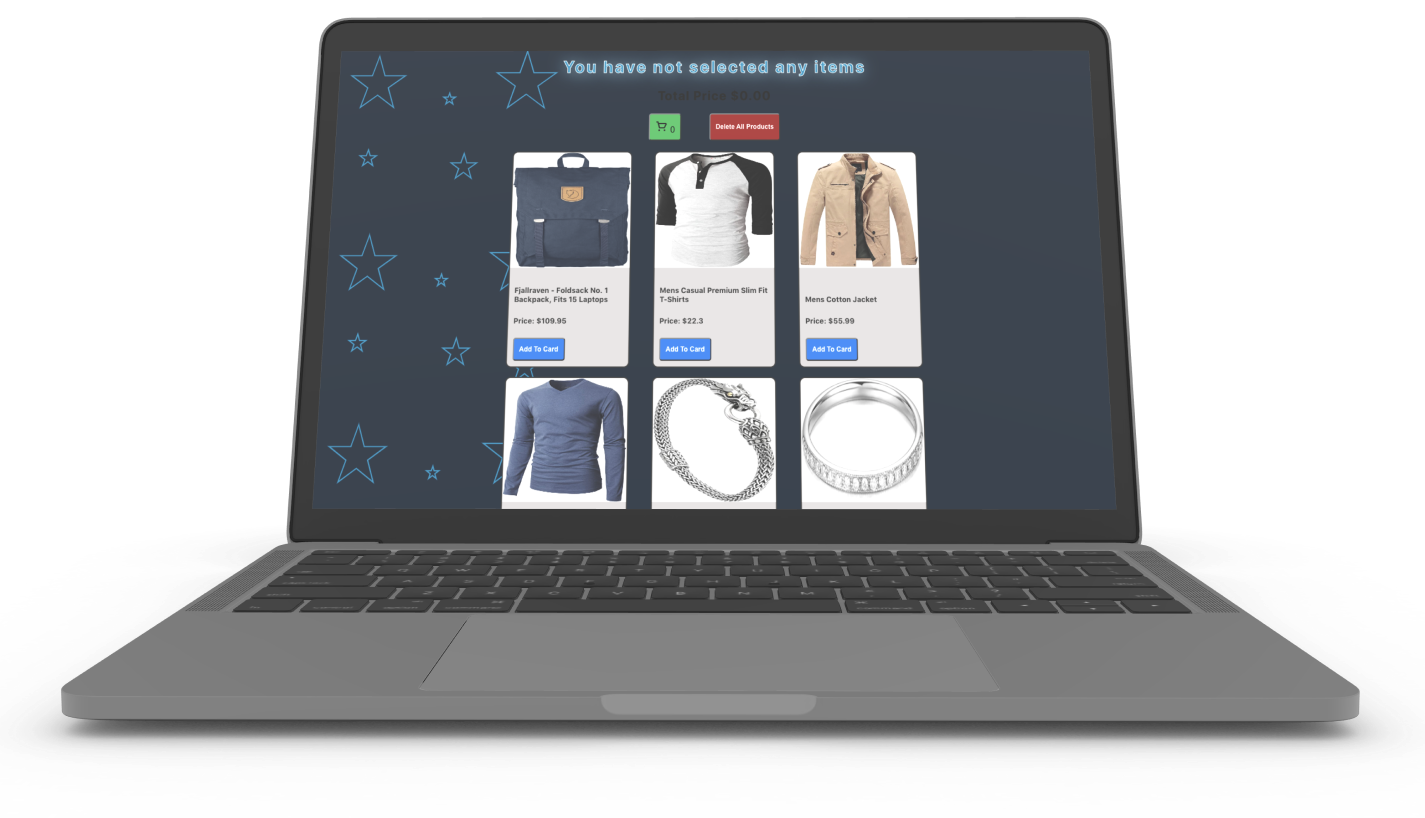 You have not selected any items
Total Price $0.00
0
Delete All Products
Fjallraven - Foldsack No. 1
Backpack, Fits 15 Laptops
Price: $109.95
Add To Card
Mens Casual Premium Slim Fit
T-Shirts
Price: $22.3
Add To Card
Mens Cotton Jacket
Price: $55.99
Add To Card